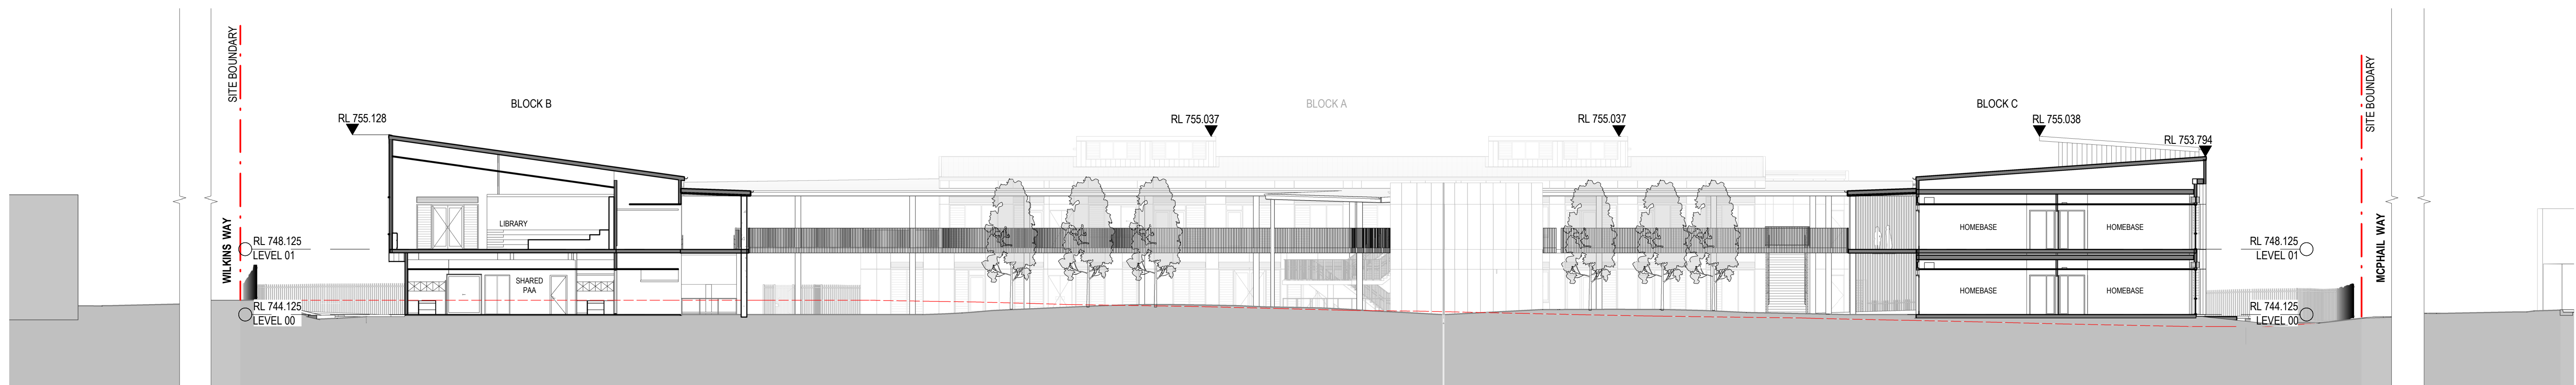 SITE BOUNDARY
WILKINS WAY
RL 755.128
BLOCK B
LIBRARY
RL 748.125
LEVEL 01
SHARED
PAA
RL 744.125
LEVEL 00
BLOCK A
RL 755.037
RL 755.037
BLOCK C
RL 755.038
RL 753.794
HOMEBASE
HOMEBASE
HOMEBASE
HOMEBASE
RL 748.125
LEVEL 01
RL 744.125
LEVEL 00
SITE BOUNDARY
MCPHAIL WAY